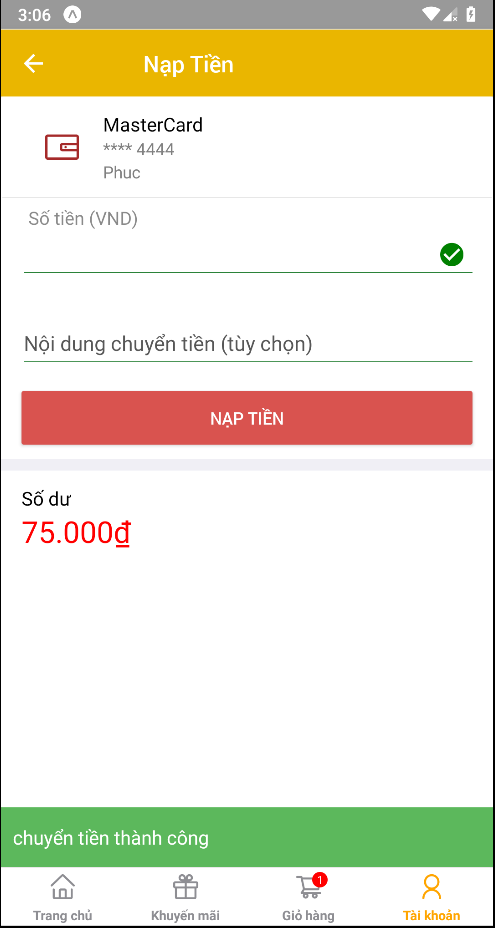 3:06
Nạp Tiền
MasterCard
**** 4444
Phuc
Số tiền (VND)
Nội dung chuyển tiền (tùy chọn)
NẠP TIỀN
Số dư
75.000₫
chuyển tiền thành công
1
Trang chủ
Khuyến mãi
Giỏ hàng
Tài khoản